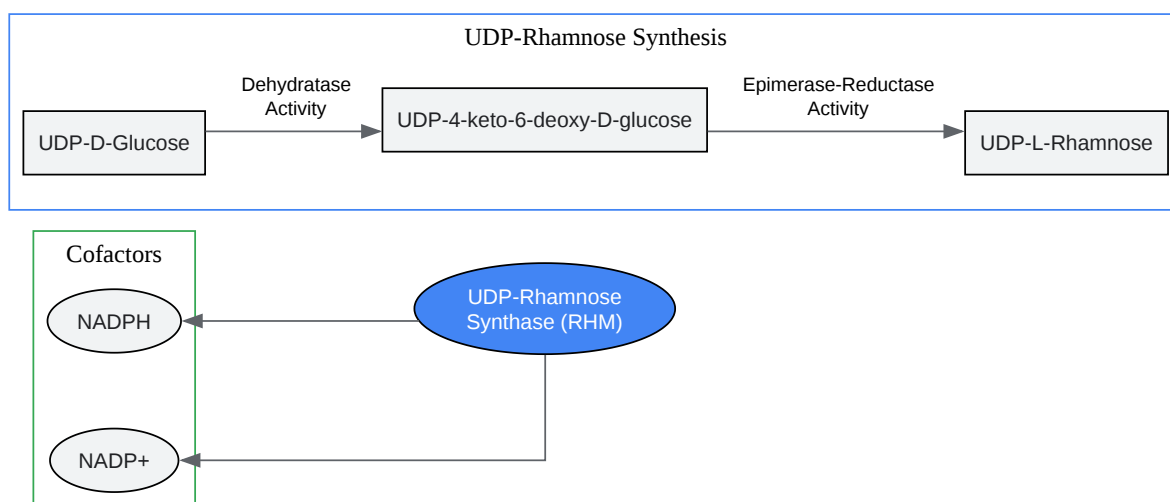 UDP-Rhamnose Synthesis
Dehydratase
Activity
Epimerase-Reductase
Activity
UDP-D-Glucose
UDP-4-keto-6-deoxy-D-glucose
UDP-L-Rhamnose
Cofactors
NADPH
UDP-Rhamnose
Synthase (RHM)
NADP+